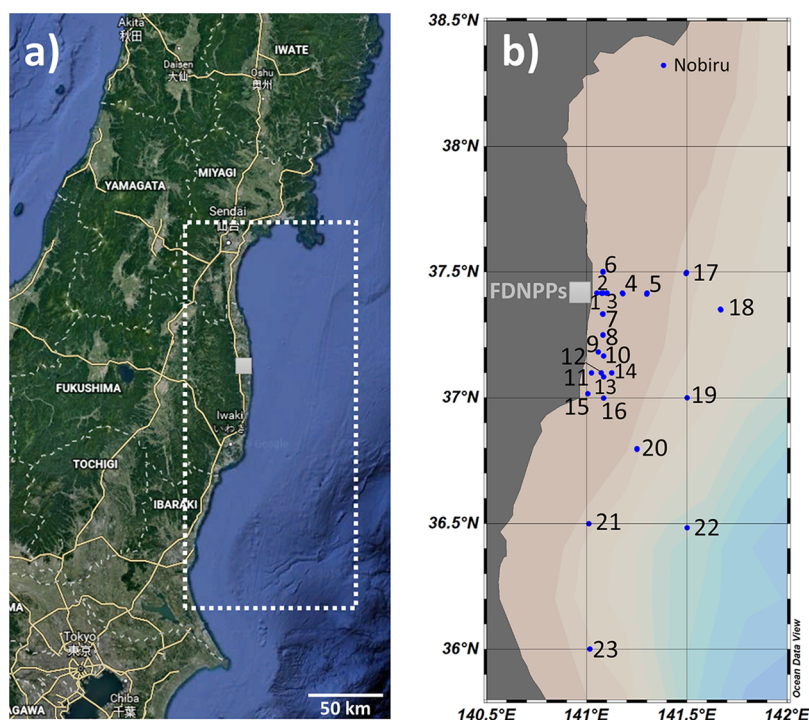 a)
Akita
秋田
IWATE
Daisen
大仙
Oshu
奥州
MIYAGI
YAMAGATA
Sendai
仙台
FUKUSHIMA
Iwaki
いわき
Google
TOCHIGI
IBARAKI
MA
Tokyo
東京
Chiba
千葉
AGAWA
50 km
b)
38.5°N
Nobiru
38°N
37.5°N
6
17
2
4
5
FDNPPs
18
1
3
7
8
9
10
12
14
11
13
37°N
19
15
16
20
36.5°N
21
22
36°N
23
Ocean Data View
140.5°E
141°E
141.5°E
142°E